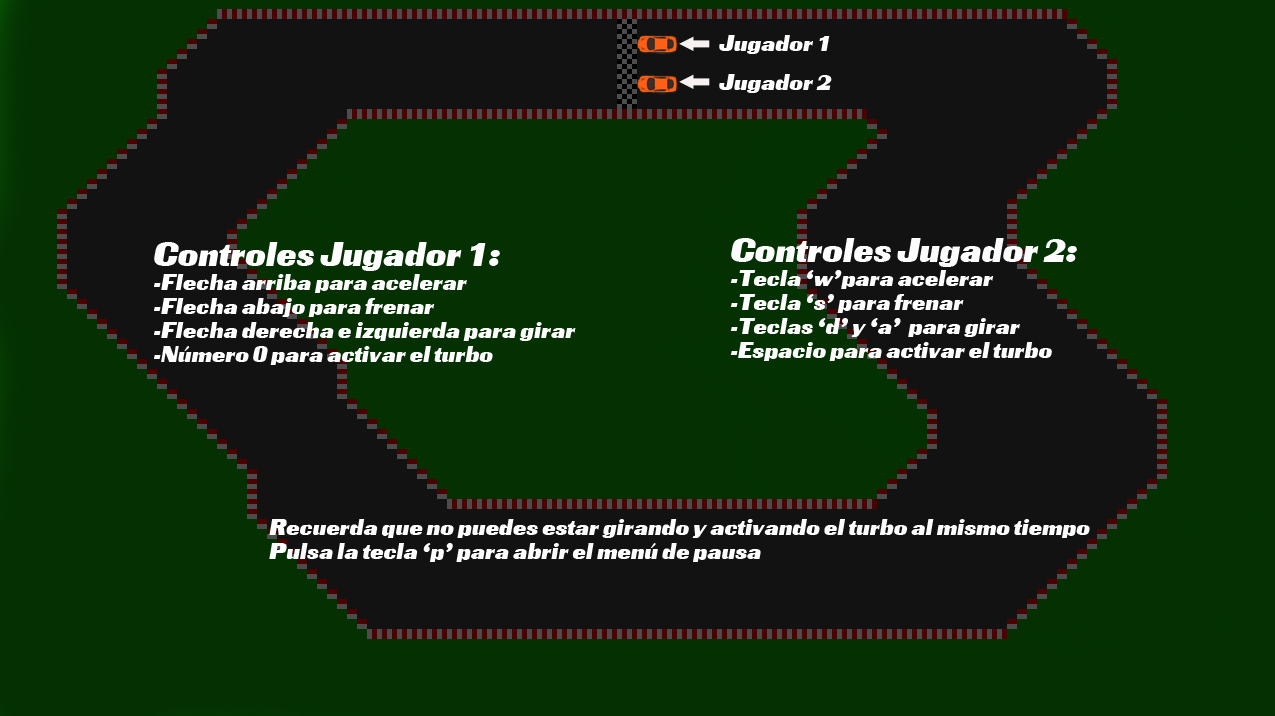 Jugador 1
Jugador 2
Controles Jugador 1:
-Flecha arriba para acelerar
-Flecha abajo para frenar
-Flecha derecha e izquierda para girar
-Número 0 para activar el turbo
Controles Jugador 2:
-Tecla ‘w’para acelerar
-Tecla ‘s’ para frenar
-Teclas ‘d’ y ‘a’ para girar
-Espacio para activar el turbo
Recuerda que no puedes estar girando y activando el turbo al mismo tiempo
Pulsa la tecla ‘p’ para abrir el menú de pausa